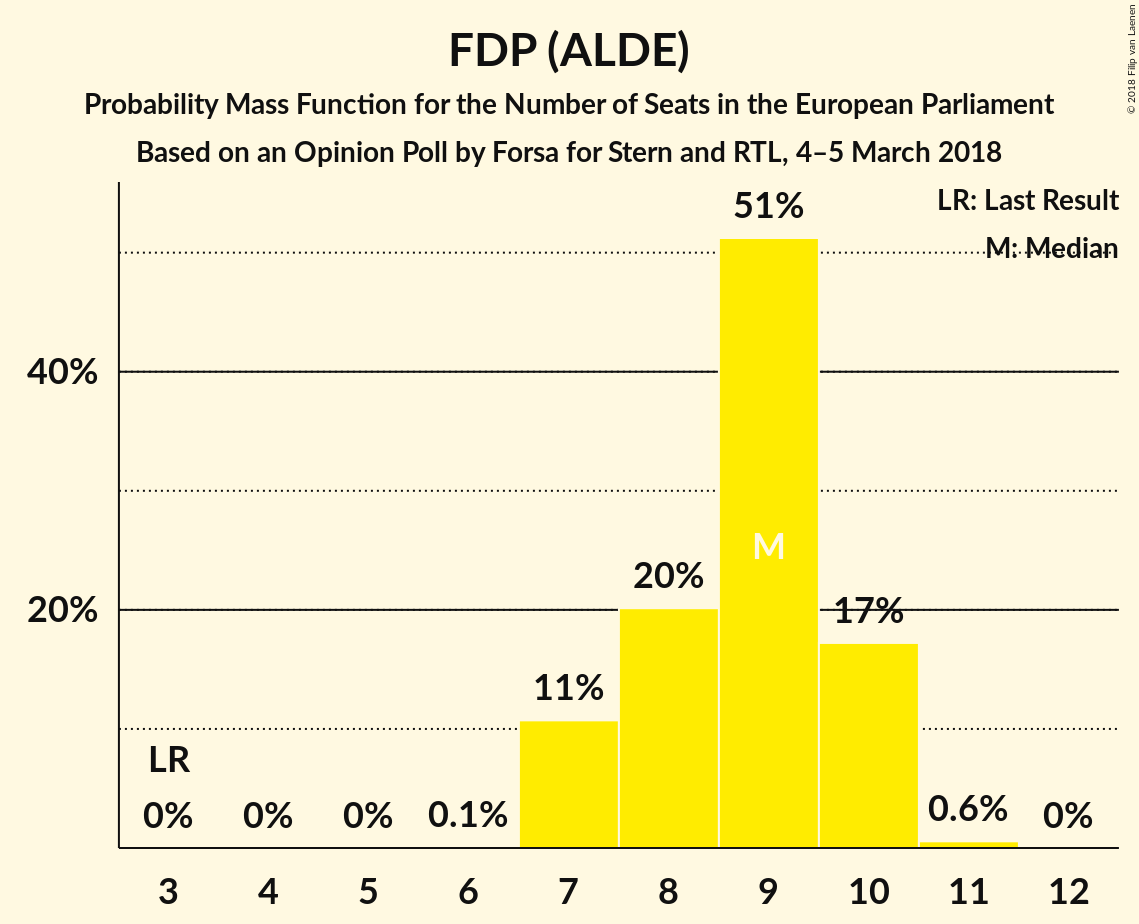 FDP (ALDE)
Probability Mass Function for the Number of Seats in the European Parliament
Based on an Opinion Poll by Forsa for Stern and RTL, 4–5 March 2018
© 2018 Filip van Laenen
LR: Last Result
M: Median
51%
40%
M
20%
20%
17%
11%
LR
0%
0%
0%
0.1%
0.6%
0%
3 4 5 6 7 8 9 10 11 12